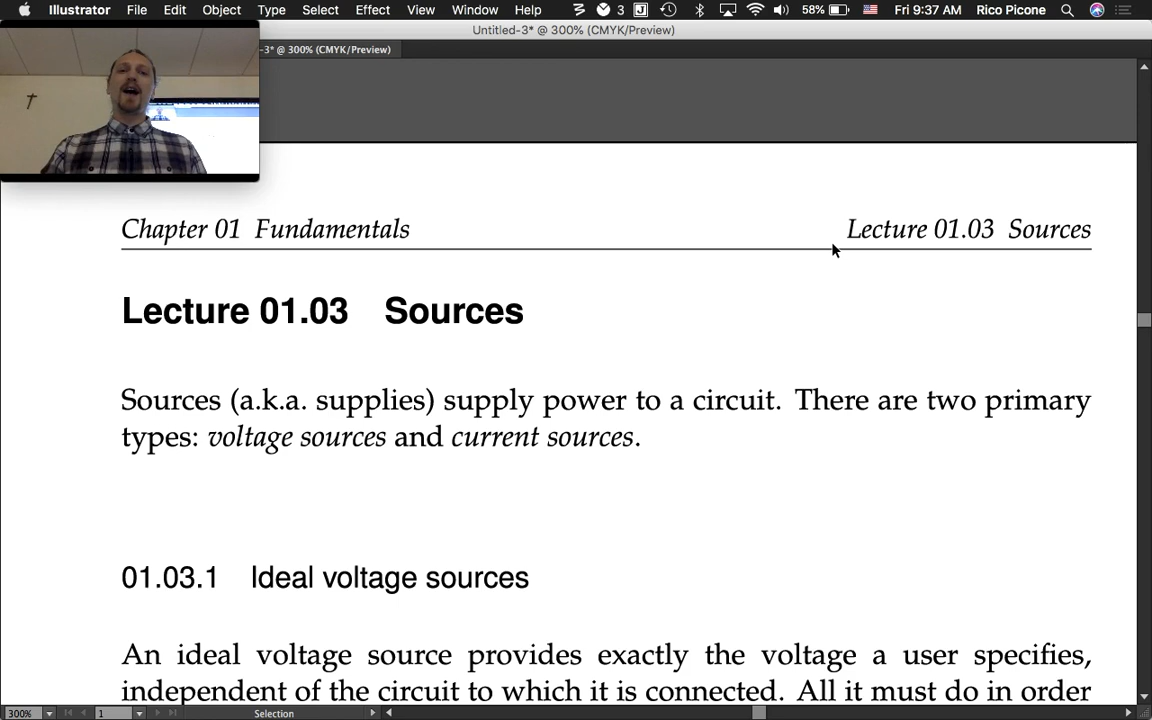 Illustrator File Edit Object Type Select Effect View Window Help 3 58% Fri 9:37 AM Rico Picone
Untitled-3* @ 300% (CMYK/Preview)
-3* @ 300% (CMYK/Preview)
Chapter 01 Fundamentals
Lecture 01.03 Sources
Lecture 01.03 Sources
Sources (a.k.a. supplies) supply power to a circuit. There are two primary
types: voltage sources and current sources.
01.03.1 Ideal voltage sources
An ideal voltage source provides exactly the voltage a user specifies,
independent of the circuit to which it is connected. All it must do in order
300% 1 Selection